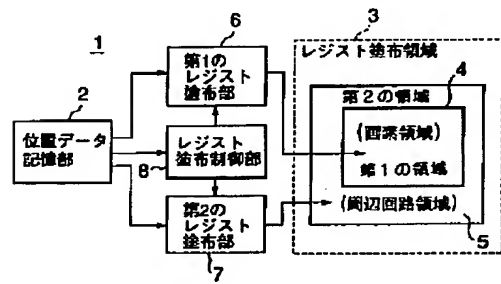 1
2
位置データ
記憶部
6
第1の
レジスト
塗布部
8
レジスト
塗布制御部
第2の
レジスト
塗布部
7
3
レジスト塗布領域
4
第2の領域
(画素領域)
第1の領域
(周辺回路領域)
5